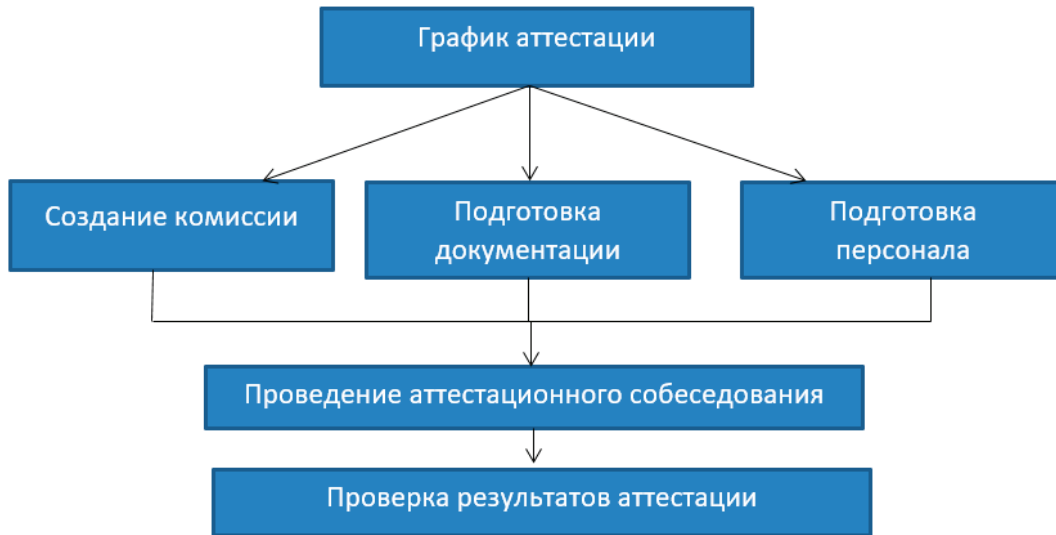 График аттестации
Создание комиссии
Подготовка
документации
Подготовка
персонала
Проведение аттестационного собеседования
Проверка результатов аттестации